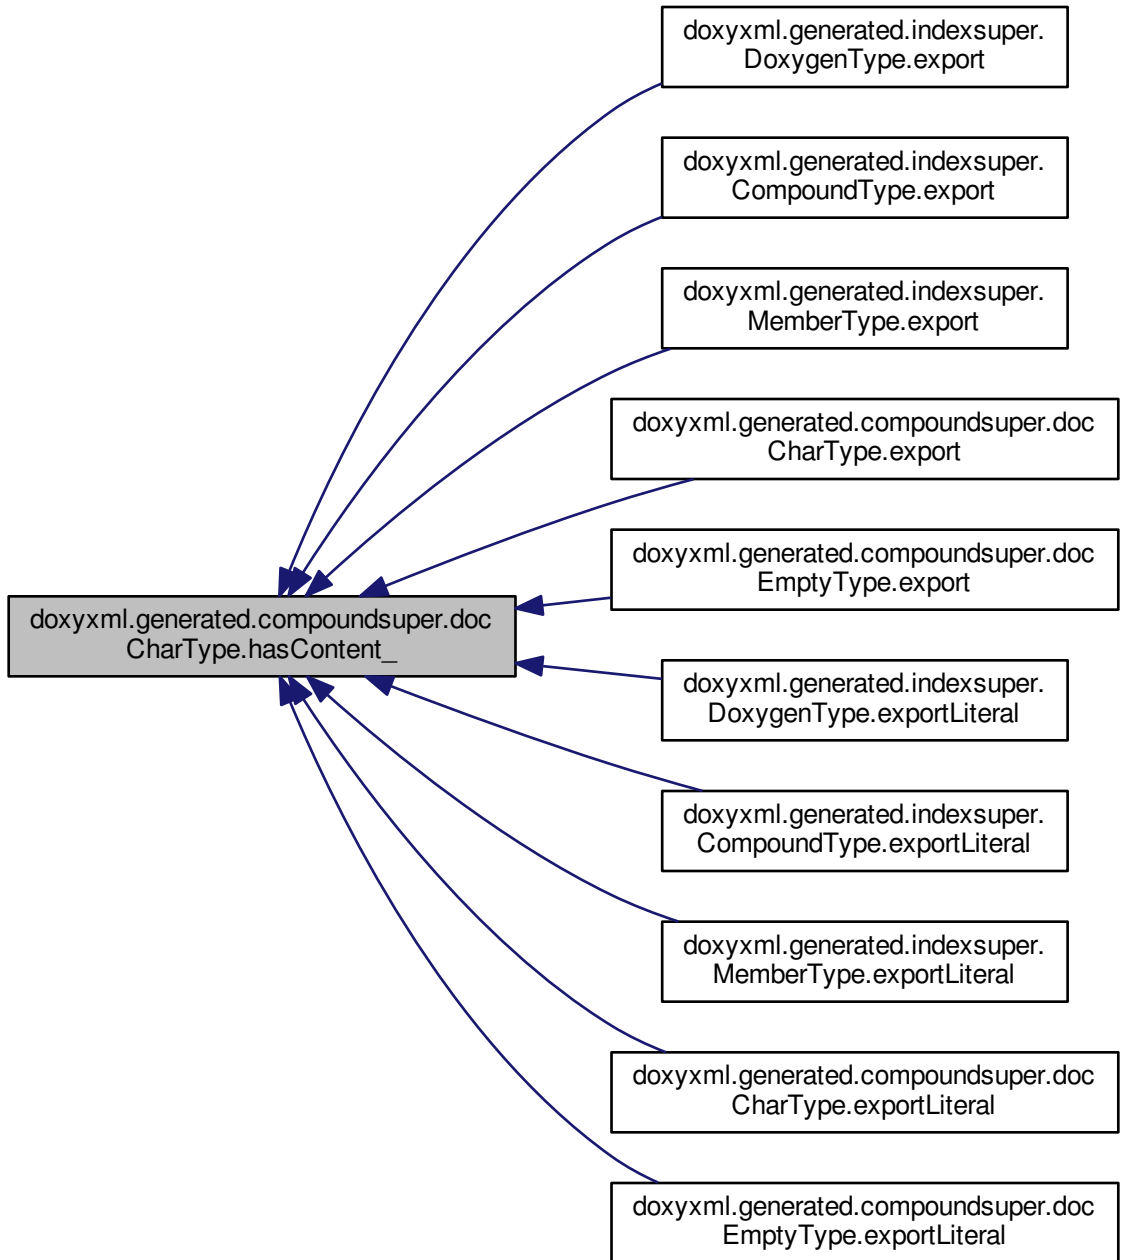 doxyxml.generated.indexsuper.
DoxygenType.export
doxyxml.generated.indexsuper.
CompoundType.export
doxyxml.generated.indexsuper.
MemberType.export
doxyxml.generated.compoundsuper.doc
CharType.export
doxyxml.generated.compoundsuper.doc
EmptyType.export
doxyxml.generated.compoundsuper.doc
CharType.hasContent_
doxyxml.generated.indexsuper.
DoxygenType.exportLiteral
doxyxml.generated.indexsuper.
CompoundType.exportLiteral
doxyxml.generated.indexsuper.
MemberType.exportLiteral
doxyxml.generated.compoundsuper.doc
CharType.exportLiteral
doxyxml.generated.compoundsuper.doc
EmptyType.exportLiteral